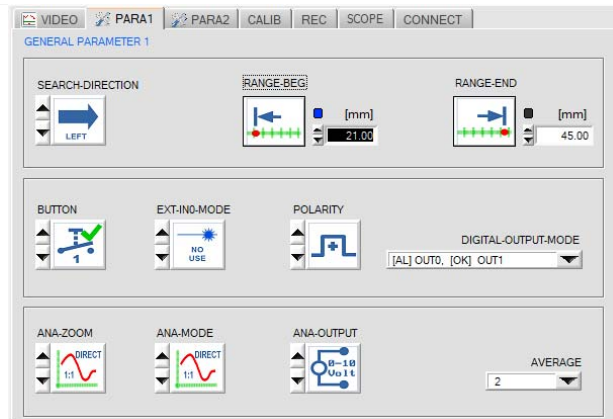 VIDEO PARA1 PARA2 CALIB REC SCOPE CONNECT
GENERAL PARAMETER 1
SEARCH-DIRECTION RANGE-BEG RANGE-END
[mm] [mm]
LEFT 21.00 45.00
BUTTON EXT-IN0-MODE POLARITY
DIGITAL-OUTPUT-MODE
1 NO USE [AL] OUT0, [OK] OUT1
ANA-ZOOM ANA-MODE ANA-OUTPUT
DIRECT DIRECT 0-10
1:1 1:1 Volt
AVERAGE
2